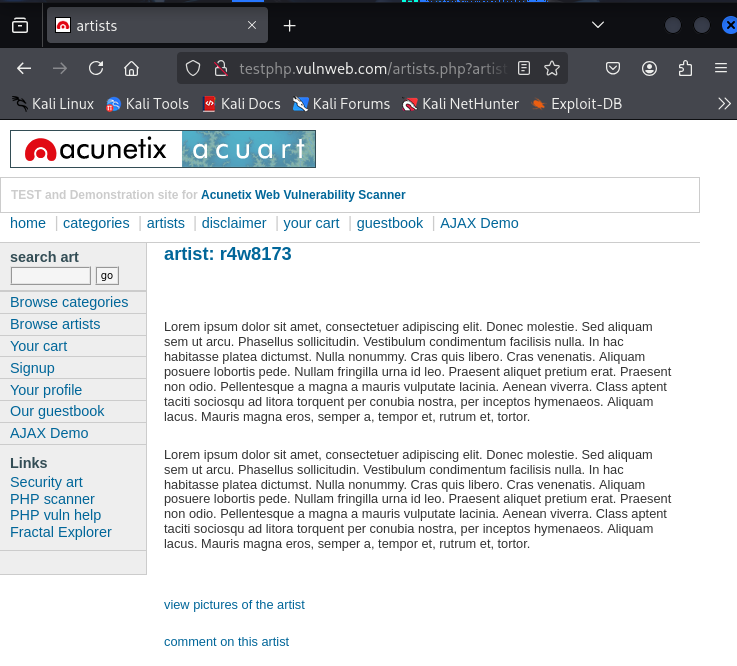 artists
testphp.vulnweb.com/artists.php?artis
Kali Linux
Kali Tools
Kali Docs
Kali Forums
Kali NetHunter
Exploit-DB
acunetix acuart
TEST and Demonstration site for Acunetix Web Vulnerability Scanner
home | categories | artists | disclaimer | your cart | guestbook | AJAX Demo
search art
go
Browse categories
Browse artists
Your cart
Signup
Your profile
Our guestbook
AJAX Demo
Links
Security art
PHP scanner
PHP vuln help
Fractal Explorer
artist: r4w8173
Lorem ipsum dolor sit amet, consectetuer adipiscing elit. Donec molestie. Sed aliquam
sem ut arcu. Phasellus sollicitudin. Vestibulum condimentum facilisis nulla. In hac
habitasse platea dictumst. Nulla nonummy. Cras quis libero. Cras venenatis. Aliquam
posuere lobortis pede. Nullam fringilla urna id leo. Praesent aliquet pretium erat. Praesent
non odio. Pellentesque a magna a mauris vulputate lacinia. Aenean viverra. Class aptent
taciti sociosqu ad litora torquent per conubia nostra, per inceptos hymenaeos. Aliquam
lacus. Mauris magna eros, semper a, tempor et, rutrum et, tortor.
Lorem ipsum dolor sit amet, consectetuer adipiscing elit. Donec molestie. Sed aliquam
sem ut arcu. Phasellus sollicitudin. Vestibulum condimentum facilisis nulla. In hac
habitasse platea dictumst. Nulla nonummy. Cras quis libero. Cras venenatis. Aliquam
posuere lobortis pede. Nullam fringilla urna id leo. Praesent aliquet pretium erat. Praesent
non odio. Pellentesque a magna a mauris vulputate lacinia. Aenean viverra. Class aptent
taciti sociosqu ad litora torquent per conubia nostra, per inceptos hymenaeos. Aliquam
lacus. Mauris magna eros, semper a, tempor et, rutrum et, tortor.
view pictures of the artist
comment on this artist